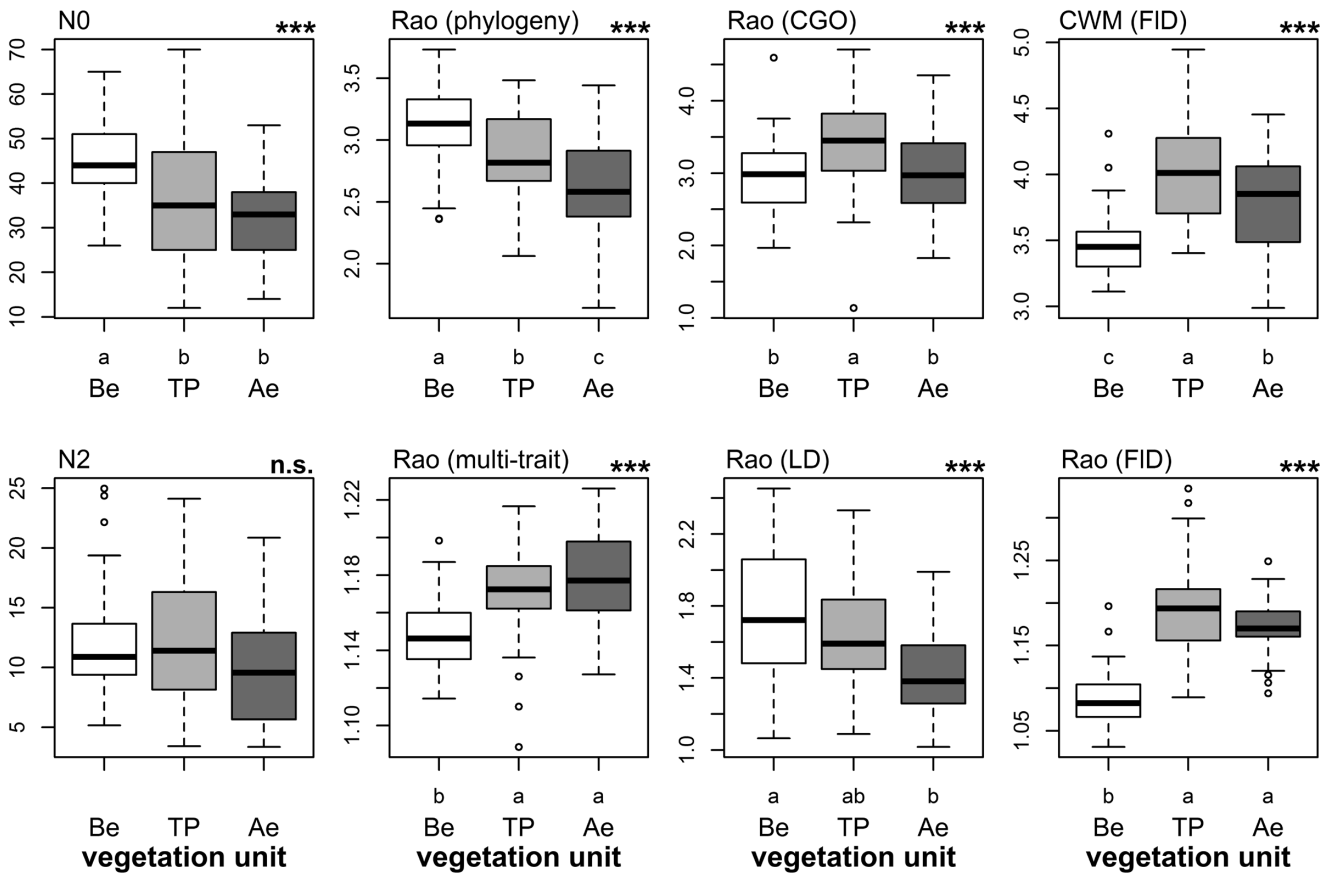 N0 ***
70
60
50
40
30
20
10
a b b
Be TP Ae
Rao (phylogeny) ***
3.5
3.0
2.5
2.0
a b c
Be TP Ae
Rao (CGO) ***
4.0
3.0
2.0
1.0
b a b
Be TP Ae
CWM (FID) ***
5.0
4.5
4.0
3.5
3.0
c a b
Be TP Ae
N2 n.s.
25
20
15
10
5
Be TP Ae
vegetation unit
Rao (multi-trait) ***
1.22
1.18
1.14
1.10
b a a
Be TP Ae
vegetation unit
Rao (LD) ***
2.2
1.8
1.4
1.0
a ab b
Be TP Ae
vegetation unit
Rao (FID) ***
1.25
1.15
1.05
b a a
Be TP Ae
vegetation unit